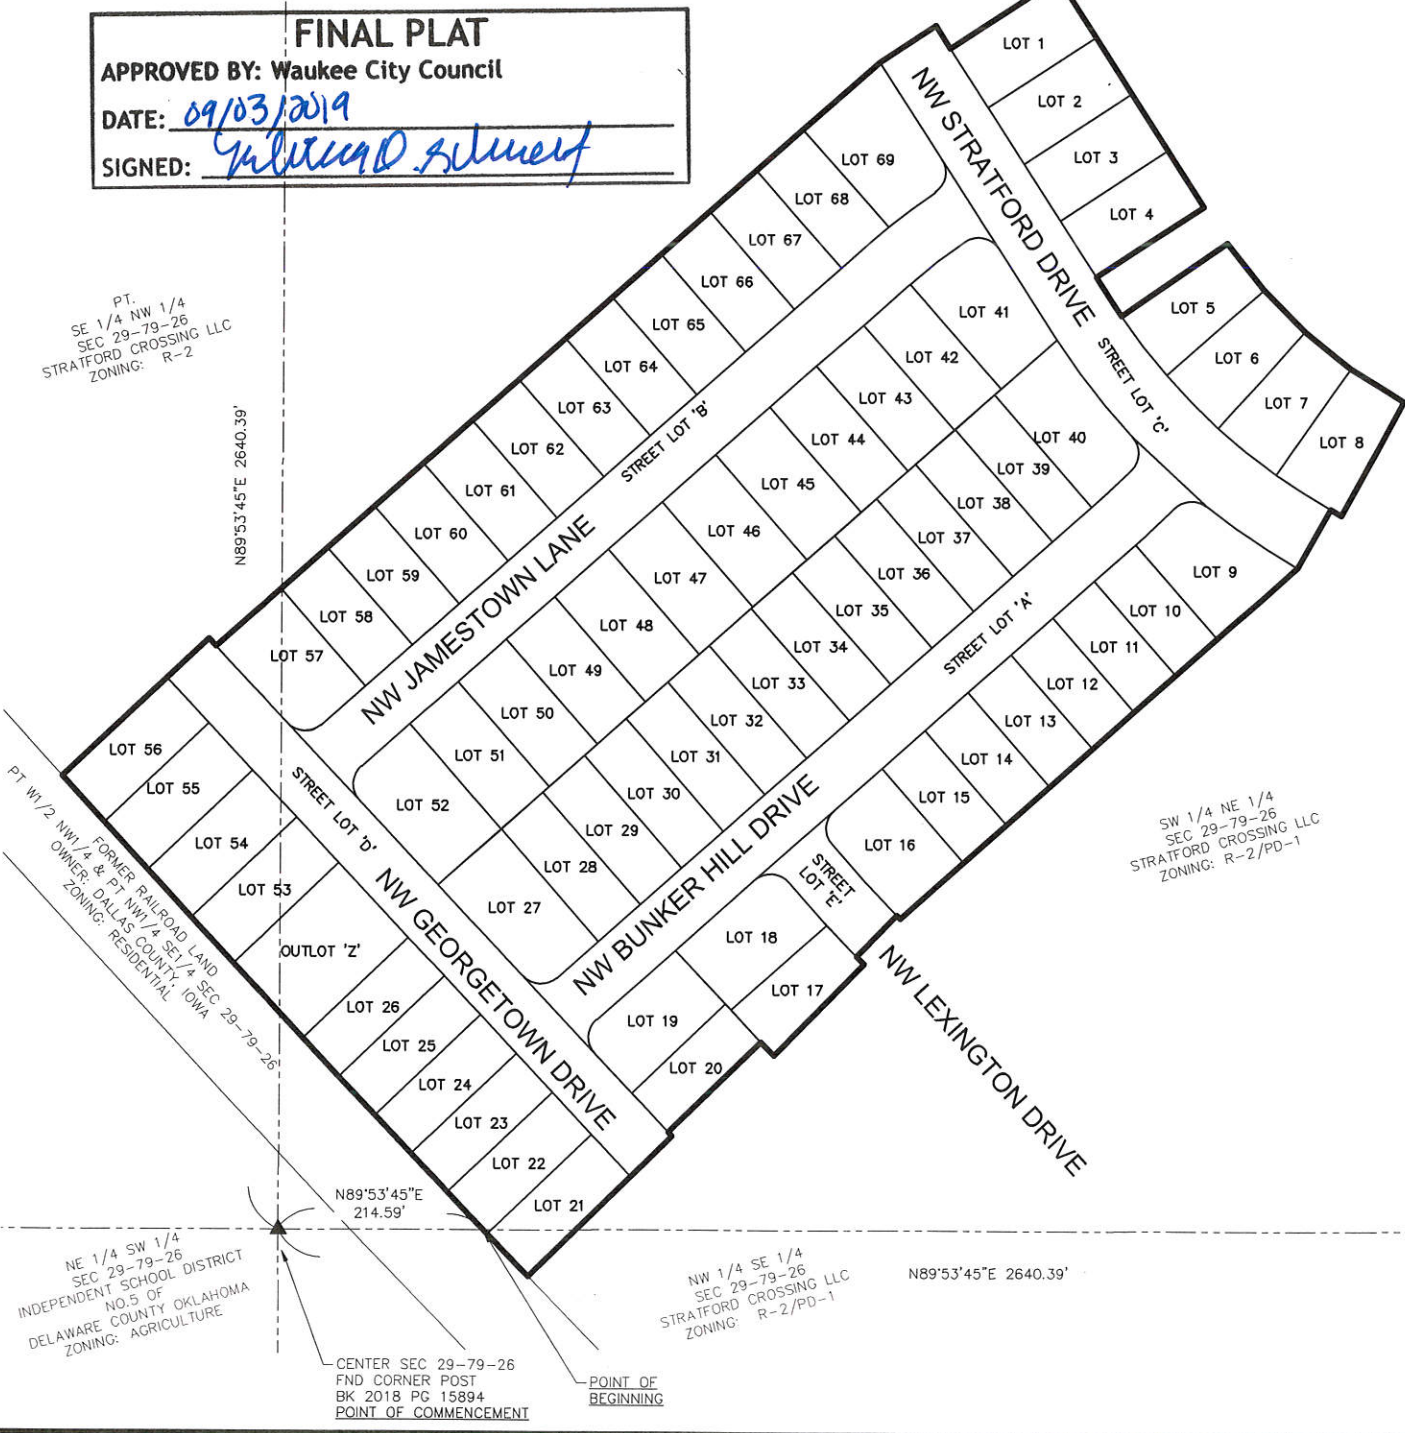 FINAL PLAT
APPROVED BY: Waukee City Council
DATE: 09/03/2019
SIGNED:
PT.
SE 1/4 NW 1/4
SEC 29-79-26
STRATFORD CROSSING LLC
ZONING: R-2
N89°53'45"E 2640.39'
LOT 1
LOT 2
LOT 3
LOT 4
NW STRATFORD DRIVE
STREET LOT 'C'
LOT 5
LOT 6
LOT 7
LOT 8
LOT 69
LOT 68
LOT 67
LOT 66
LOT 65
LOT 64
LOT 63
LOT 62
LOT 61
LOT 60
LOT 59
LOT 58
LOT 57
STREET LOT 'B'
NW JAMESTOWN LANE
LOT 41
LOT 42
LOT 43
LOT 44
LOT 45
LOT 46
LOT 47
LOT 48
LOT 49
LOT 50
LOT 51
LOT 52
LOT 40
LOT 39
LOT 38
LOT 37
LOT 36
LOT 35
LOT 34
LOT 33
LOT 32
LOT 31
LOT 30
LOT 29
LOT 28
LOT 27
STREET LOT 'A'
NW BUNKER HILL DRIVE
LOT 9
LOT 10
LOT 11
LOT 12
LOT 13
LOT 14
LOT 15
LOT 16
STREET
LOT 'E'
LOT 18
LOT 17
LOT 19
LOT 20
NW LEXINGTON DRIVE
LOT 56
LOT 55
LOT 54
LOT 53
OUTLOT 'Z'
LOT 26
LOT 25
LOT 24
LOT 23
LOT 22
LOT 21
STREET LOT 'D'
NW GEORGETOWN DRIVE
FORMER RAILROAD LAND
PT W1/2 NW1/4 & PT NW1/4 SE1/4 SEC 29-79-26
OWNER: DALLAS COUNTY, IOWA
ZONING: RESIDENTIAL
SW 1/4 NE 1/4
SEC 29-79-26
STRATFORD CROSSING LLC
ZONING: R-2/PD-1
N89°53'45"E
214.59'
NE 1/4 SW 1/4
SEC 29-79-26
INDEPENDENT SCHOOL DISTRICT
NO.5 OF
DELAWARE COUNTY OKLAHOMA
ZONING: AGRICULTURE
NW 1/4 SE 1/4
SEC 29-79-26
STRATFORD CROSSING LLC
ZONING: R-2/PD-1
N89°53'45"E 2640.39'
CENTER SEC 29-79-26
FND CORNER POST
BK 2018 PG 15894
POINT OF COMMENCEMENT
POINT OF
BEGINNING